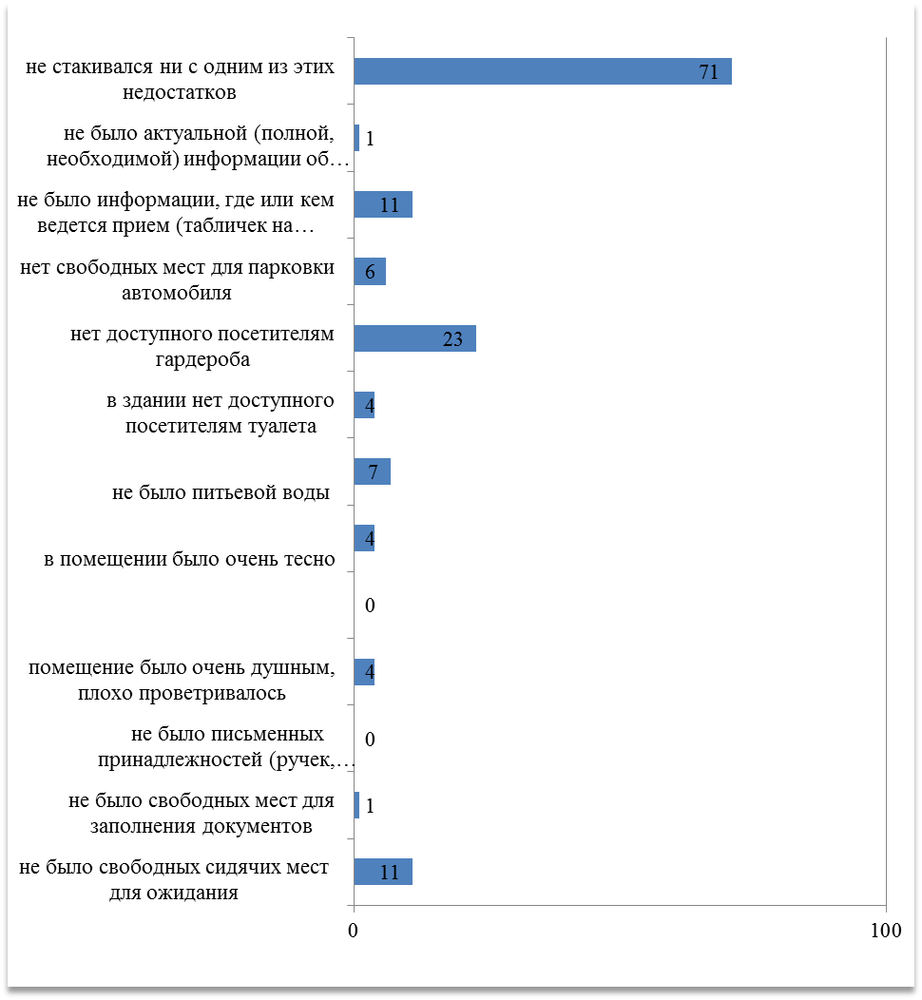 не стакивался ни с одним из этих
недостатков
71
не было актуальной (полной,
необходимой) информации об…
1
не было информации, где или кем
ведется прием (табличек на…
11
нет свободных мест для парковки
автомобиля
6
нет доступного посетителям
гардероба
23
в здании нет доступного
посетителям туалета
4
не было питьевой воды
7
в помещении было очень тесно
4
0
помещение было очень душным,
плохо проветривалось
4
не было письменных
принадлежностей (ручек,…
0
не было свободных мест для
заполнения документов
1
не было свободных сидячих мест
для ожидания
11
0
100